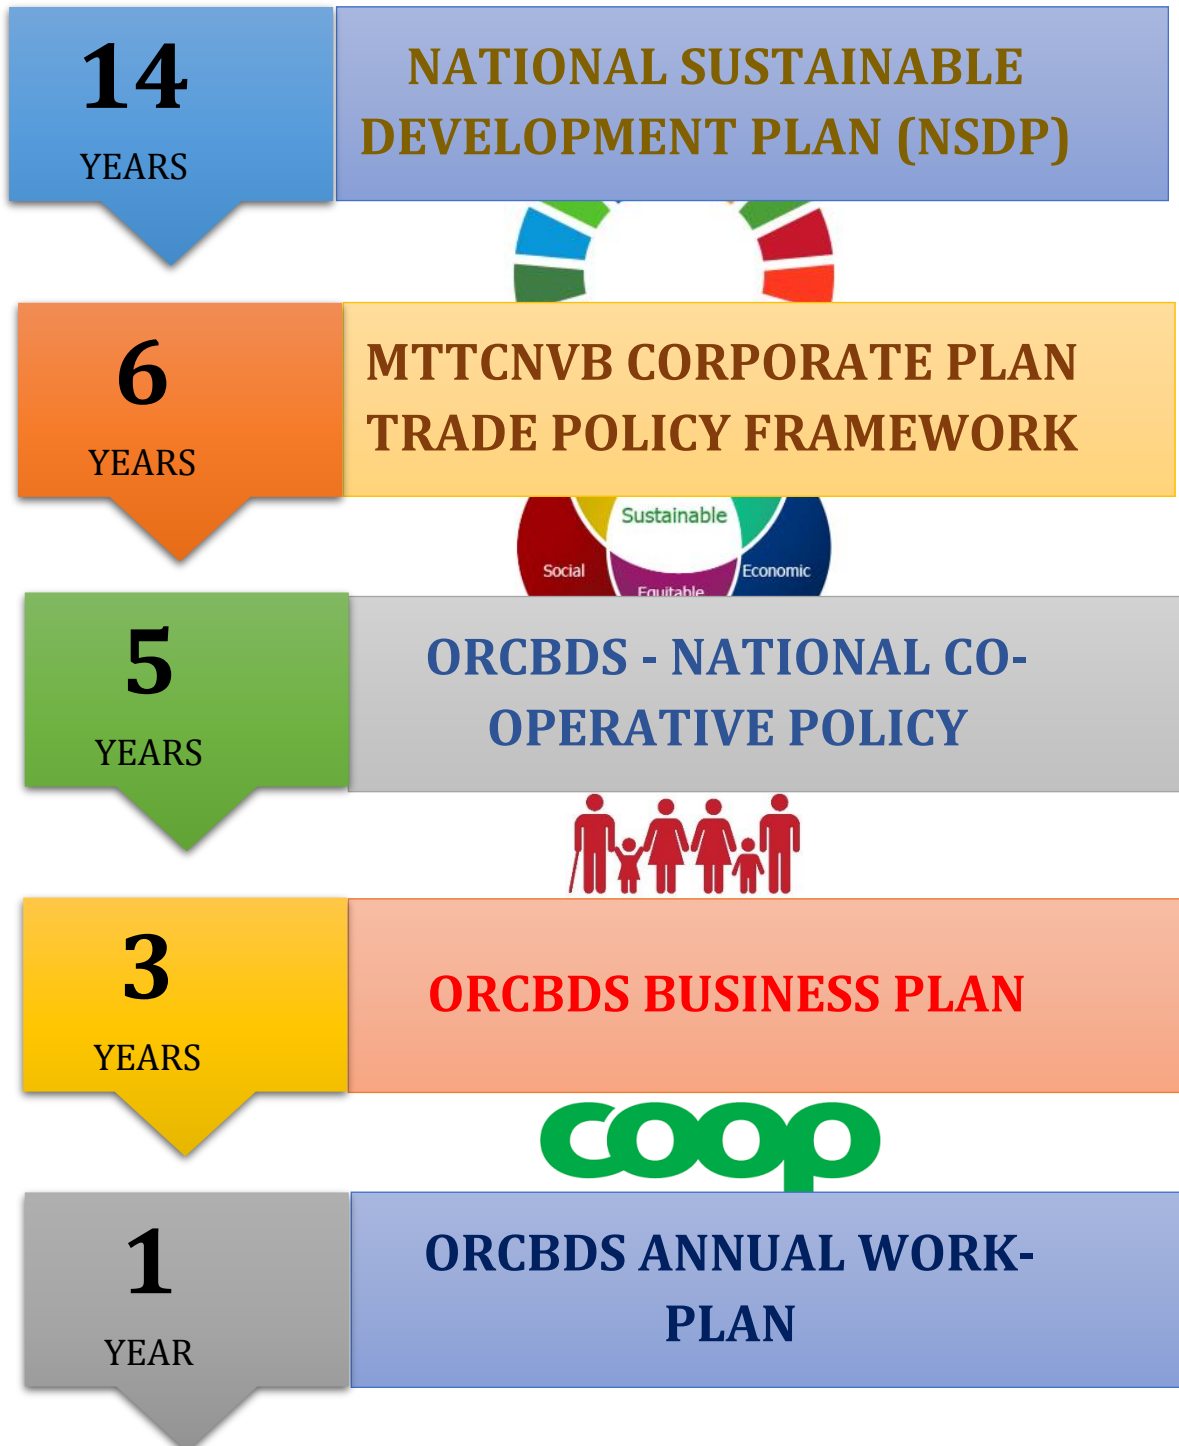 14
YEARS
NATIONAL SUSTAINABLE
DEVELOPMENT PLAN (NSDP)
6
YEARS
MTTCNVB CORPORATE PLAN
TRADE POLICY FRAMEWORK
Sustainable
Social
Economic
Equitable
5
YEARS
ORCBDS - NATIONAL CO-
OPERATIVE POLICY
3
YEARS
ORCBDS BUSINESS PLAN
coop
1
YEAR
ORCBDS ANNUAL WORK-
PLAN